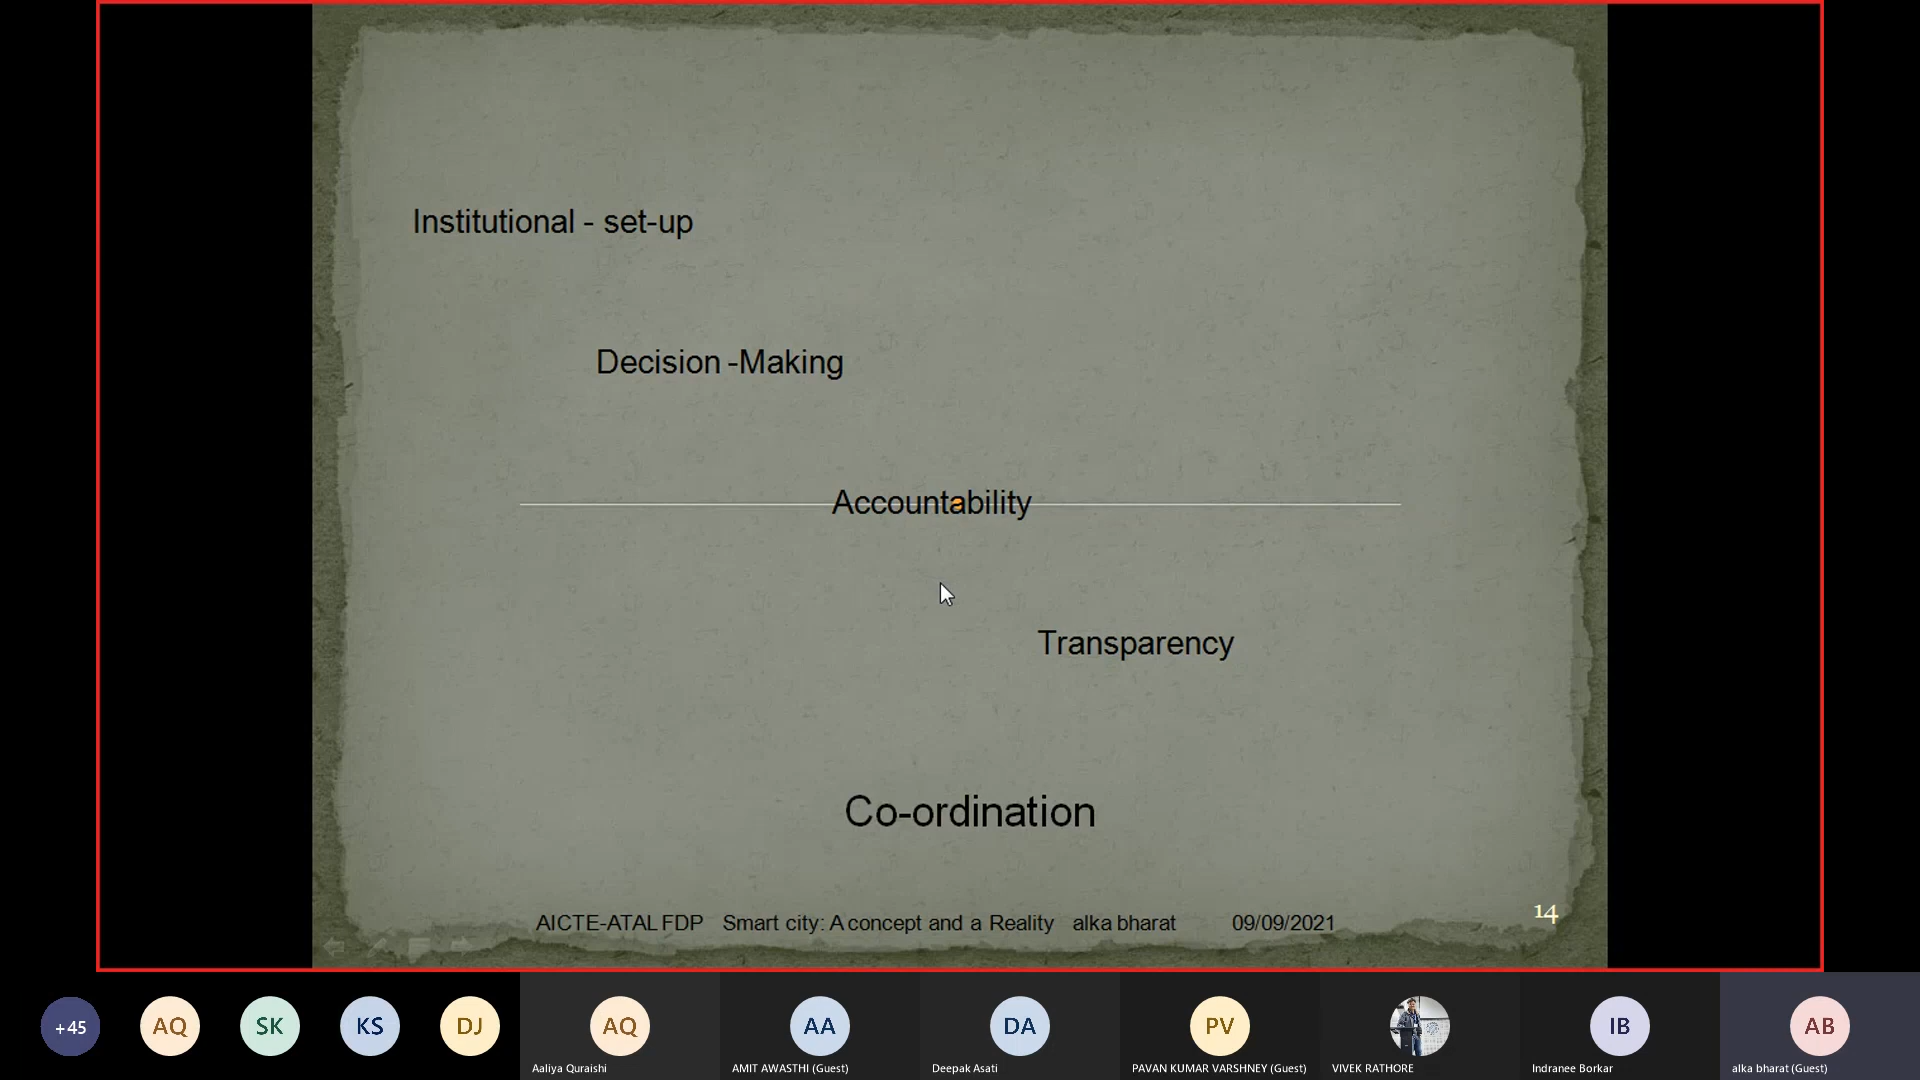 Institutional - set-up
Decision -Making
Accountability
Transparency
Co-ordination
AICTE-ATAL FDP Smart city: A concept and a Reality alka bharat 09/09/2021
14
+45 AQ SK KS DJ AQ AA DA PV IB AB
Aaliya Quraishi AMIT AWASTHI (Guest) Deepak Asati PAVAN KUMAR VARSHNEY (Guest) VIVEK RATHORE Indranee Borkar alka bharat (Guest)